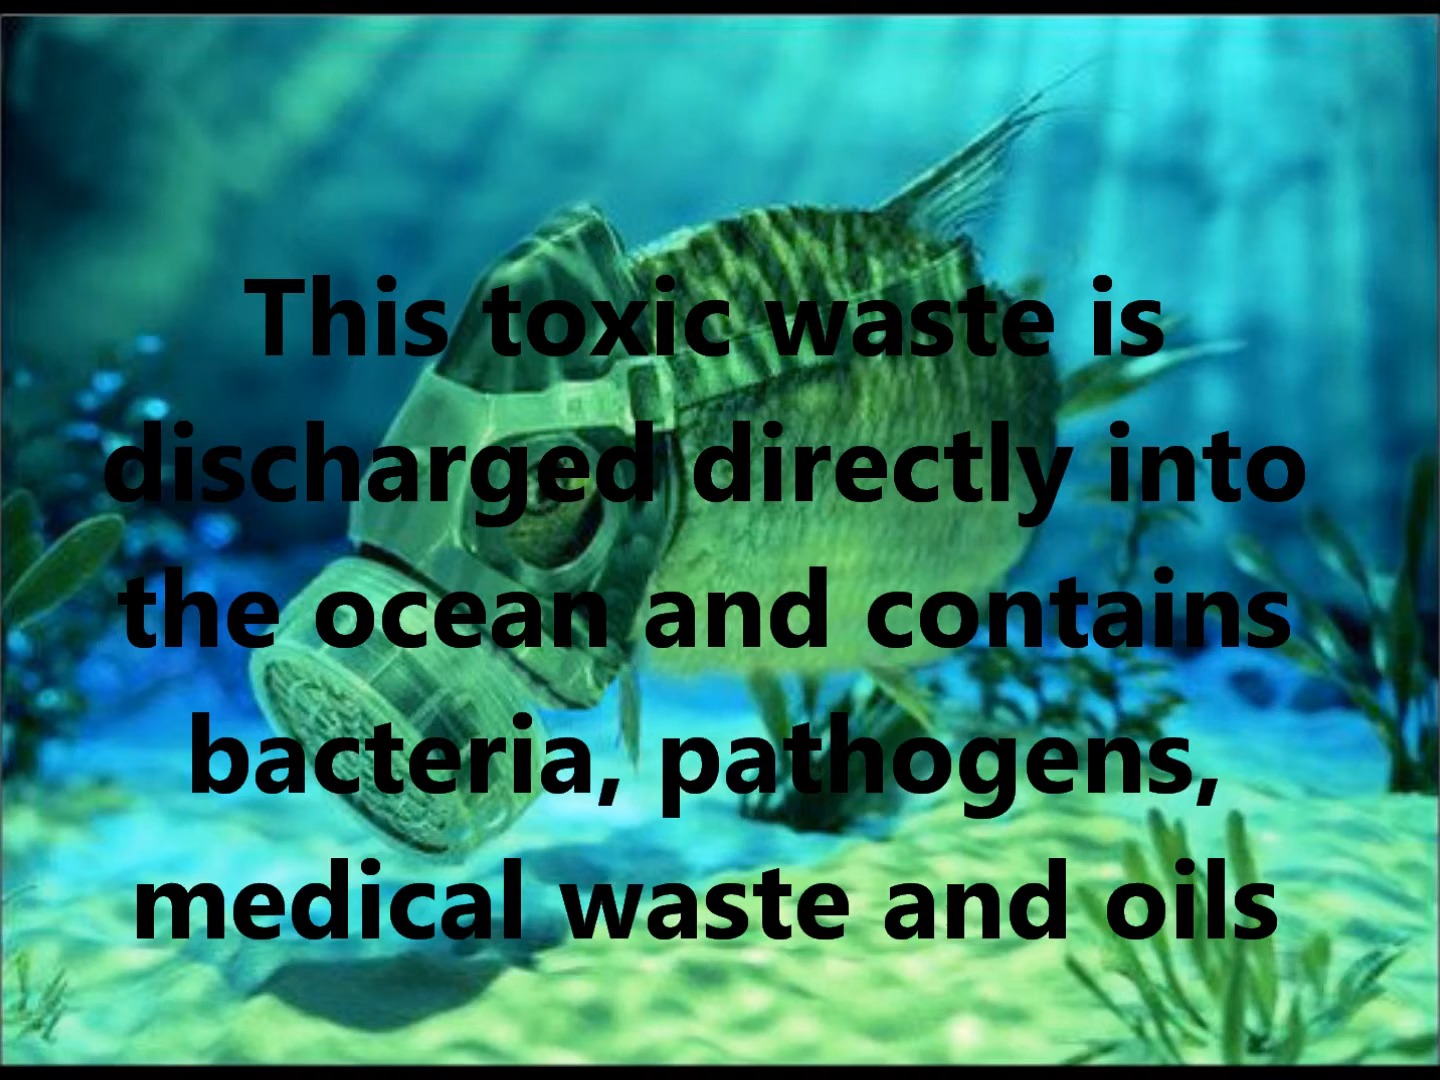 This toxic waste is
discharged directly into
the ocean and contains
bacteria, pathogens,
medical waste and oils